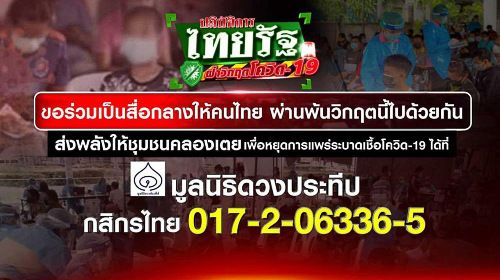 ปฏิบัติการ
ไทยรัฐ
ฝ่าวิกฤตโควิด-19
ขอร่วมเป็นสื่อกลางให้คนไทย ผ่านพ้นวิกฤตนี้ไปด้วยกัน
ส่งพลังให้ชุมชนคลองเตย เพื่อหยุดการแพร่ระบาดเชื้อโควิด-19 ได้ที่
มูลนิธิดวงประทีป
กสิกรไทย 017-2-06336-5